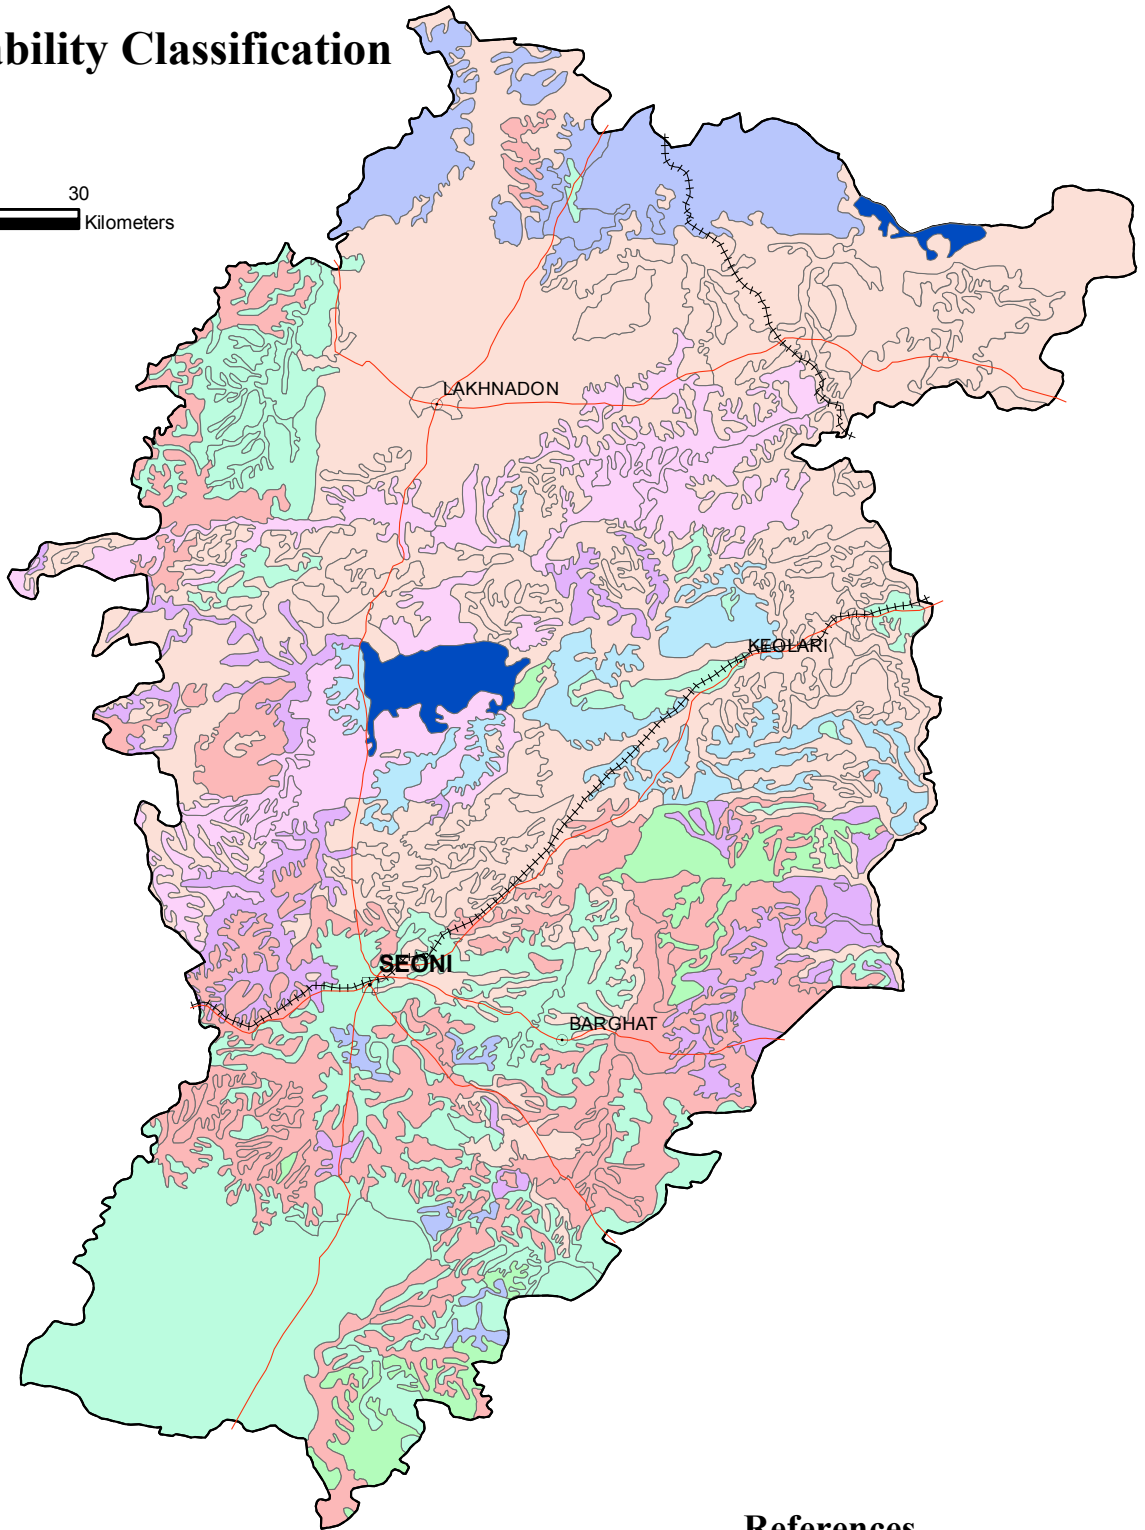 ability Classification
30
Kilometers
LAKHNADON
KEOLARI
SEONI
BARGHAT
References